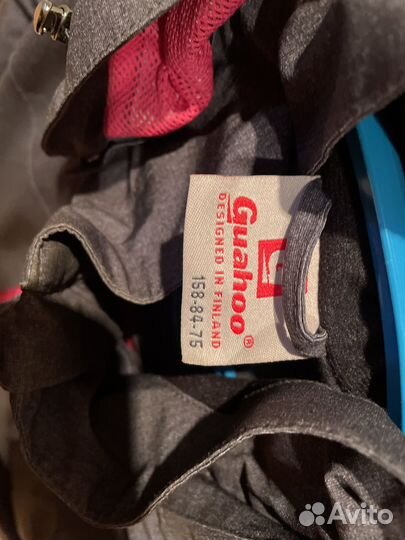 Guahoo®
DESIGNED IN FINLAND
158-84-75
Avito